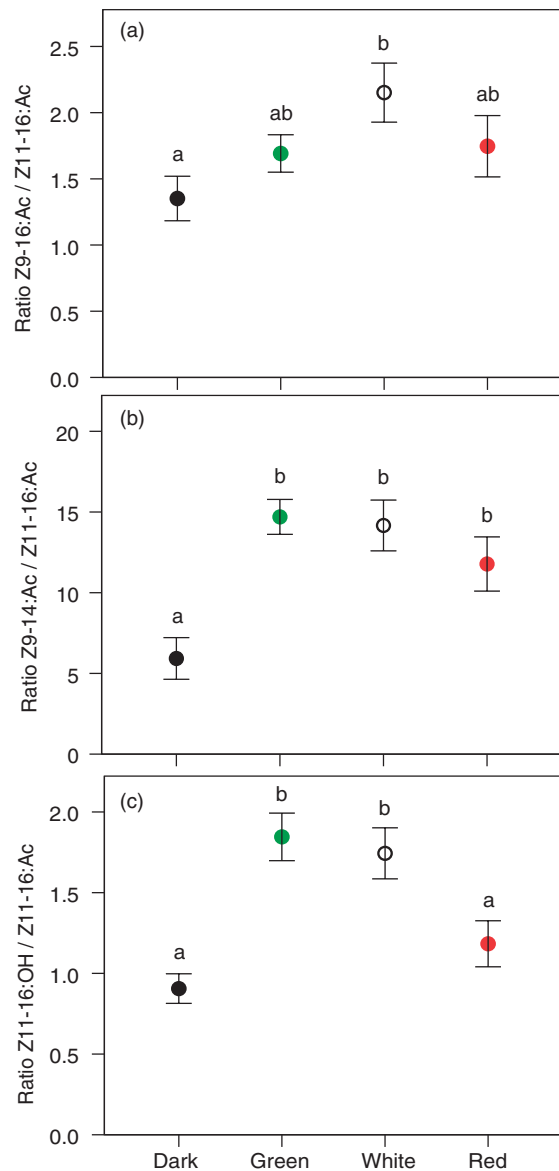 (a)
b
2.5
ab
ab
2.0
a
1.5
1.0
0.5
0.0
Ratio Z9-16:Ac / Z11-16:Ac
(b)
20
b
b
b
15
10
a
5
0
Ratio Z9-14:Ac / Z11-16:Ac
(c)
b
b
2.0
a
1.5
a
1.0
0.5
0.0
Ratio Z11-16:OH / Z11-16:Ac
Dark Green White Red